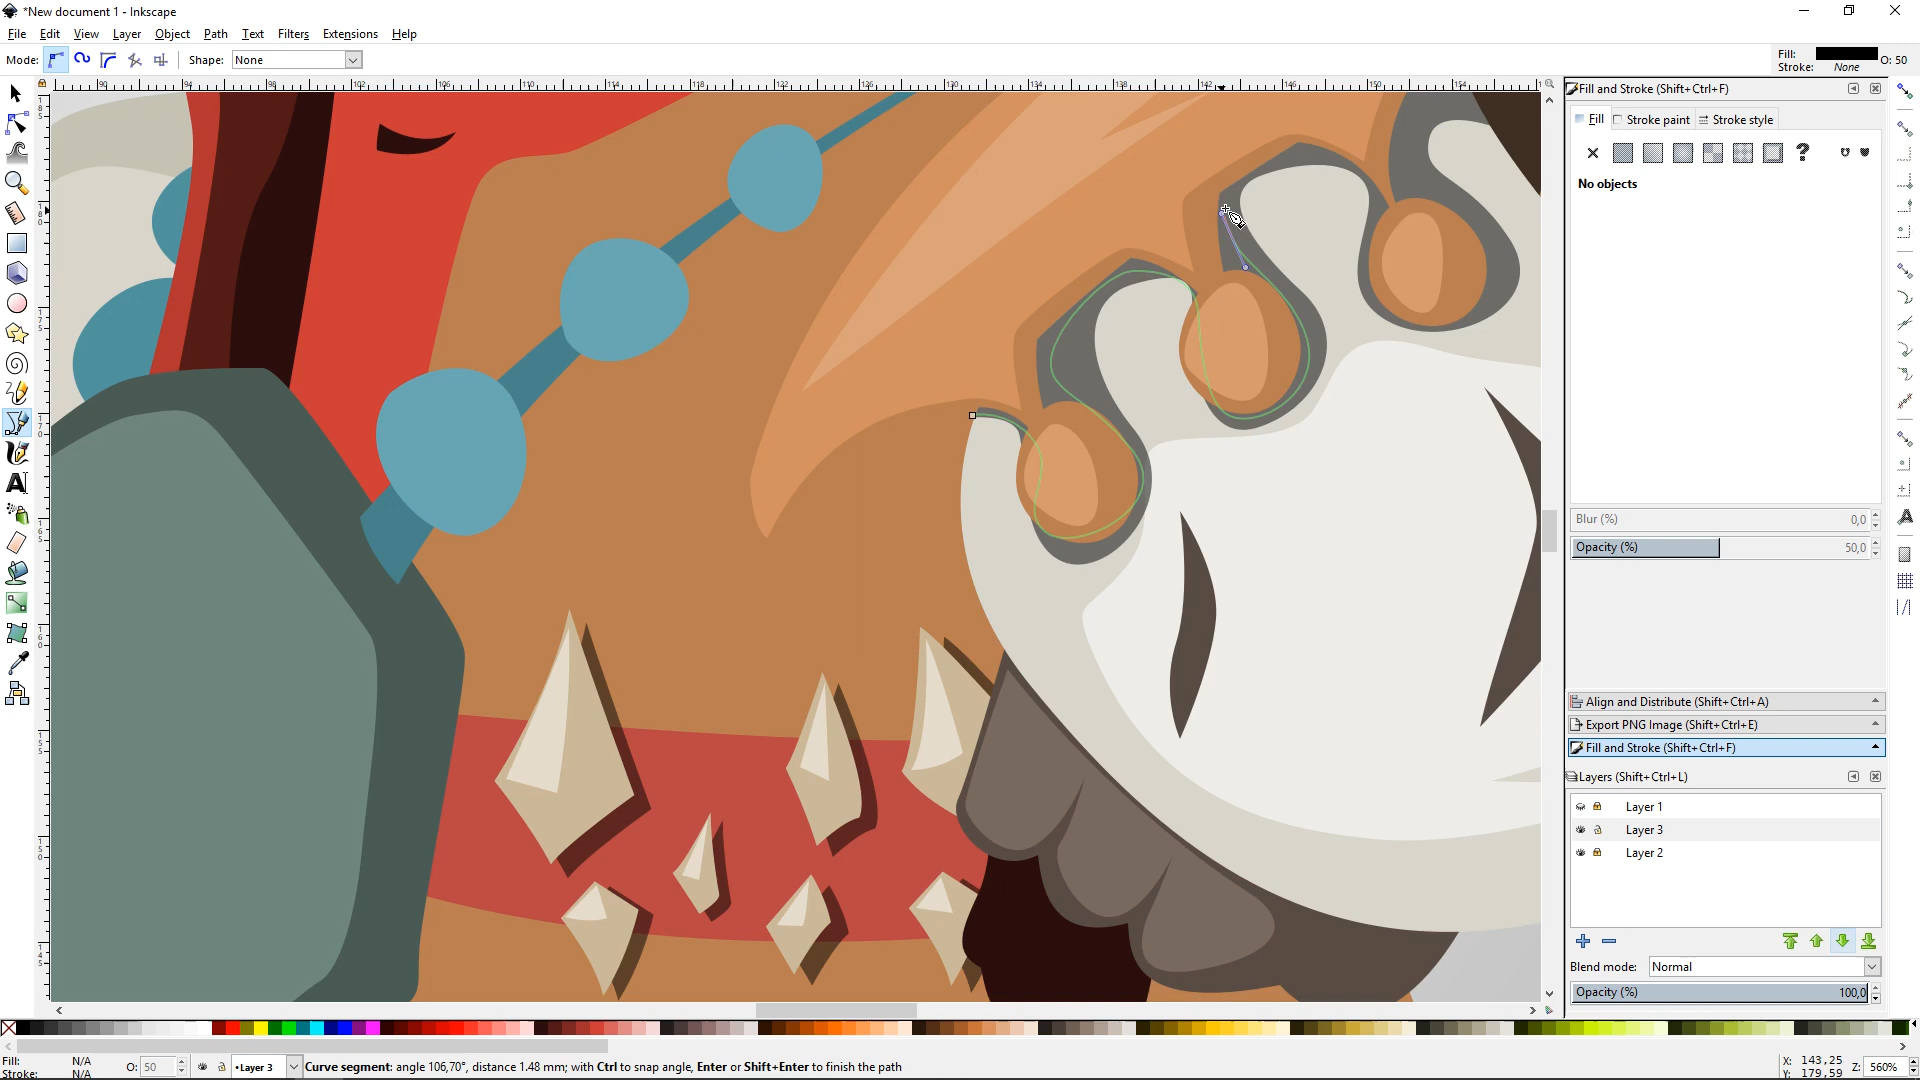 *New document 1 - Inkscape
File Edit View Layer Object Path Text Filters Extensions Help
Mode: Shape: None
Fill:
Stroke: None O: 50
Fill and Stroke (Shift+Ctrl+F)
Fill Stroke paint Stroke style
?
No objects
Blur (%) 0,0
Opacity (%) 50,0
Align and Distribute (Shift+Ctrl+A)
Export PNG Image (Shift+Ctrl+E)
Fill and Stroke (Shift+Ctrl+F)
Layers (Shift+Ctrl+L)
Layer 1
Layer 3
Layer 2
Blend mode: Normal
Opacity (%) 100,0
Fill: N/A
Stroke: N/A
O: 50
•Layer 3
Curve segment: angle 106,70°, distance 1.48 mm; with Ctrl to snap angle, Enter or Shift+Enter to finish the path
X: 143,25
Y: 179,59
Z: 560%